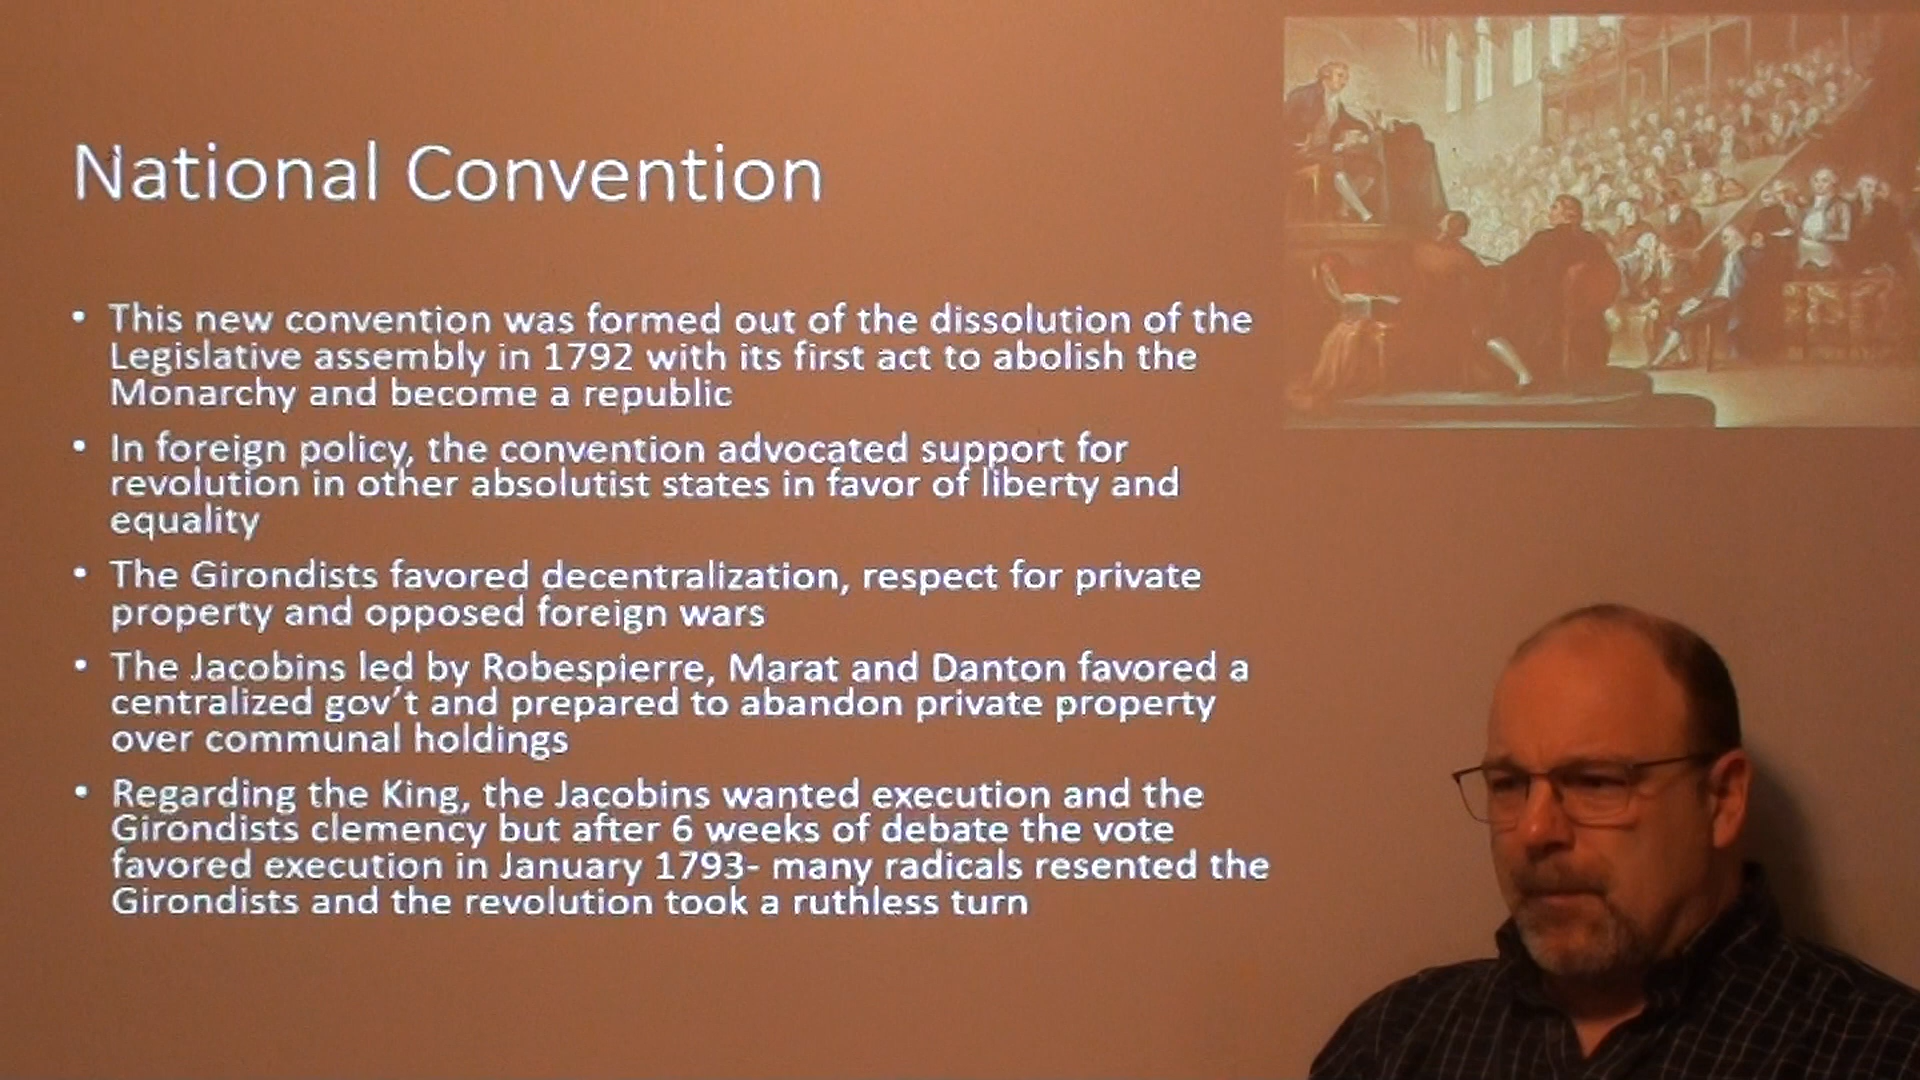 National Convention
• This new convention was formed out of the dissolution of the
Legislative assembly in 1792 with its first act to abolish the
Monarchy and become a republic
• In foreign policy, the convention advocated support for
revolution in other absolutist states in favor of liberty and
equality
• The Girondists favored decentralization, respect for private
property and opposed foreign wars
• The Jacobins led by Robespierre, Marat and Danton favored a
centralized gov't and prepared to abandon private property
over communal holdings
• Regarding the King, the Jacobins wanted execution and the
Girondists clemency but after 6 weeks of debate the vote
favored execution in January 1793- many radicals resented the
Girondists and the revolution took a ruthless turn